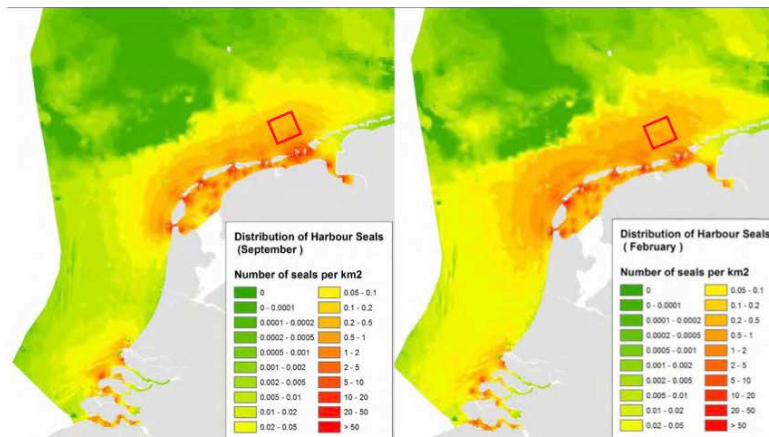 Distribution of Harbour Seals
(September )
Number of seals per km2
0
0 - 0.0001
0.0001 - 0.0002
0.0002 - 0.0005
0.0005 - 0.001
0.001 - 0.002
0.002 - 0.005
0.005 - 0.01
0.01 - 0.02
0.02 - 0.05
0.05 - 0.1
0.1 - 0.2
0.2 - 0.5
0.5 - 1
1 - 2
2 - 5
5 - 10
10 - 20
20 - 50
> 50
Distribution of Harbour Seals
( February )
Number of seals per km2
0
0 - 0.0001
0.0001 - 0.0002
0.0002 - 0.0005
0.0005 - 0.001
0.001 - 0.002
0.002 - 0.005
0.005 - 0.01
0.01 - 0.02
0.02 - 0.05
0.05 - 0.1
0.1 - 0.2
0.2 - 0.5
0.5 - 1
1 - 2
2 - 5
5 - 10
10 - 20
20 - 50
> 50